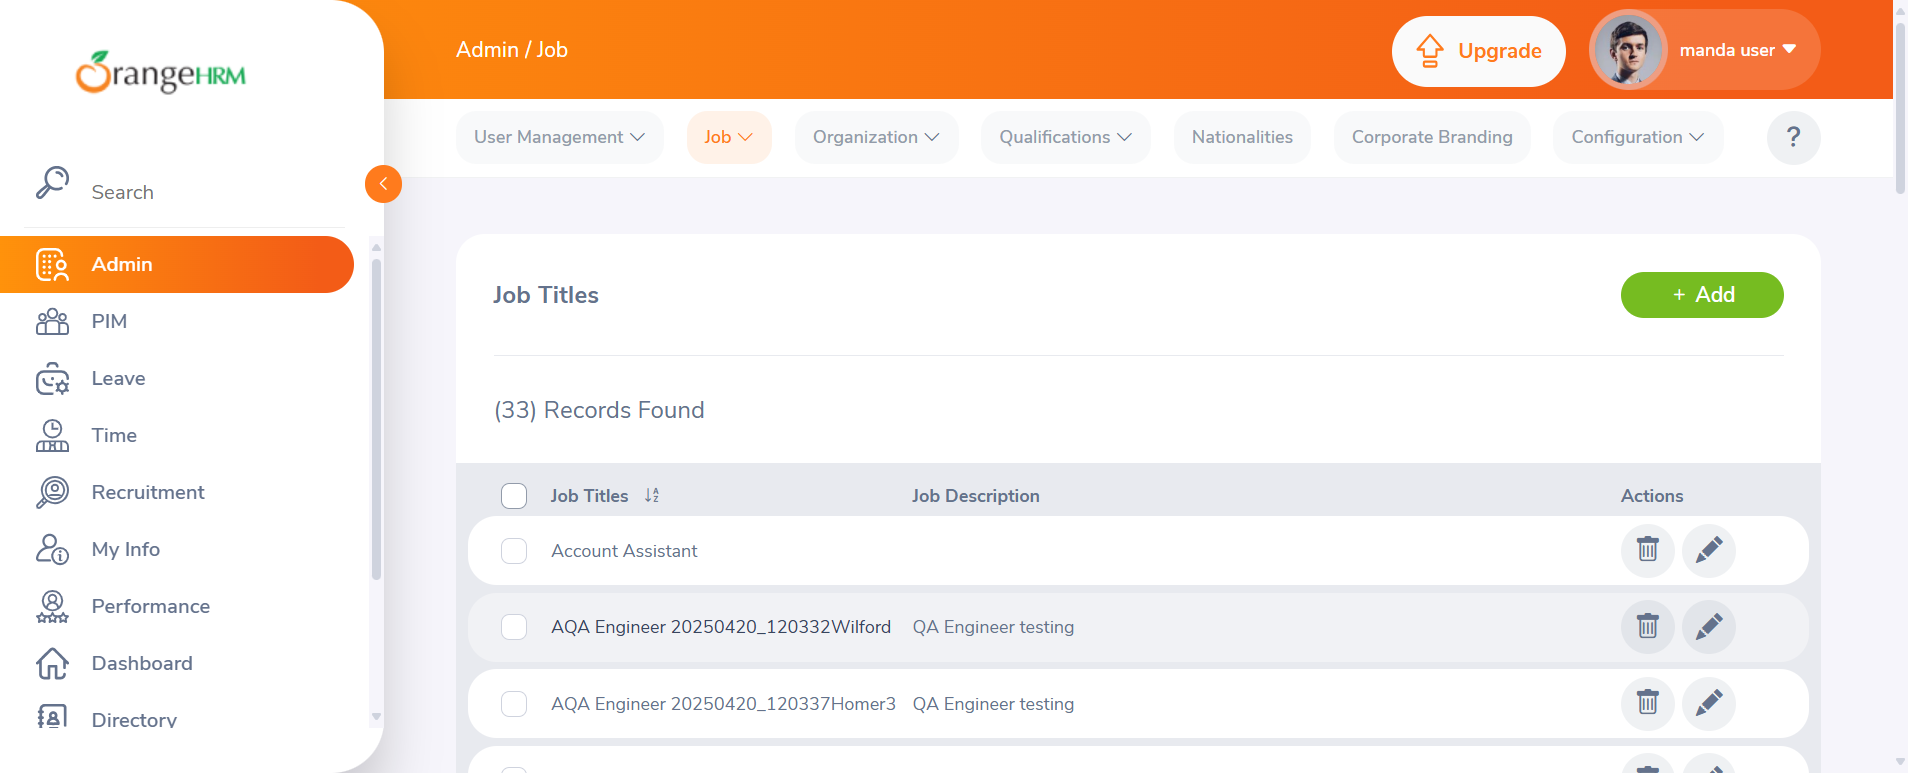 OrangeHRM
Admin / Job
Upgrade
manda user
User Management
Job
Organization
Qualifications
Nationalities
Corporate Branding
Configuration
?
Search
Admin
PIM
Leave
Time
Recruitment
My Info
Performance
Dashboard
Directory
Job Titles
+ Add
(33) Records Found
Job Titles Job Description Actions
Account Assistant
AQA Engineer 20250420_120332Wilford QA Engineer testing
AQA Engineer 20250420_120337Homer3 QA Engineer testing